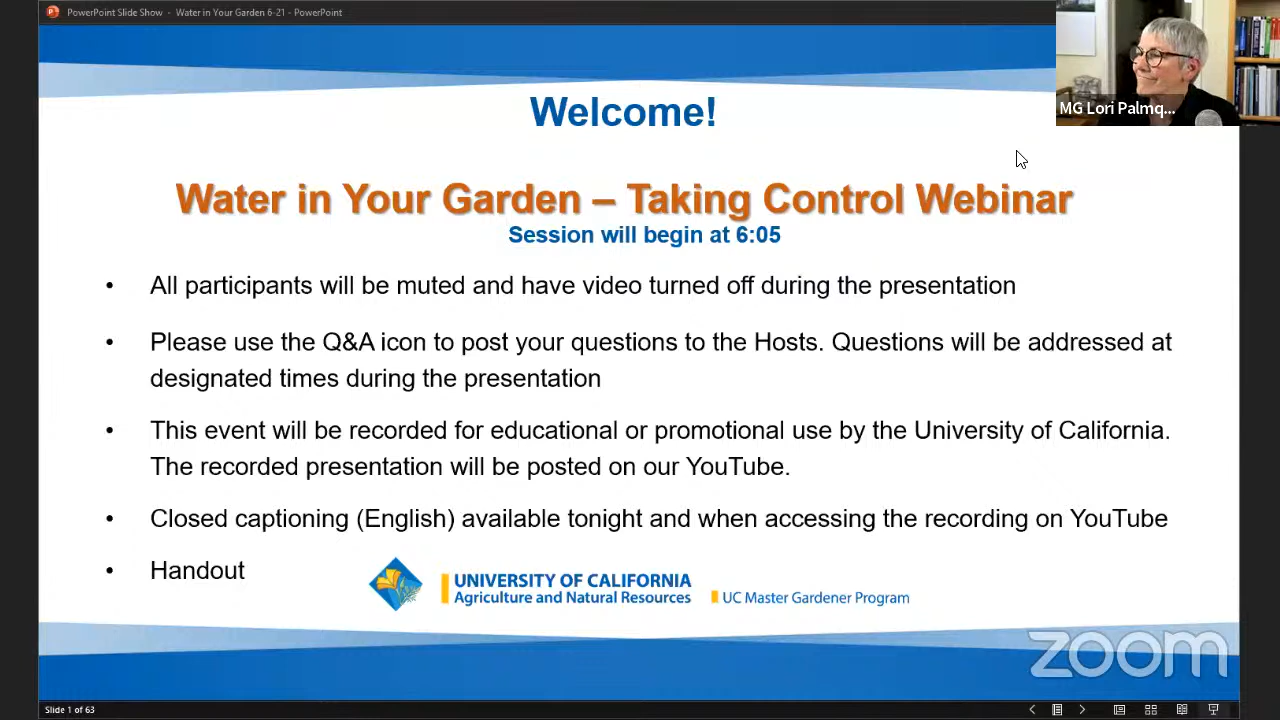 PowerPoint Slide Show - Water in Your Garden 6-21 - PowerPoint
MG Lori Palmq...
Welcome!
Water in Your Garden – Taking Control Webinar
Session will begin at 6:05
• All participants will be muted and have video turned off during the presentation
• Please use the Q&A icon to post your questions to the Hosts. Questions will be addressed at
designated times during the presentation
• This event will be recorded for educational or promotional use by the University of California.
The recorded presentation will be posted on our YouTube.
• Closed captioning (English) available tonight and when accessing the recording on YouTube
• Handout
UNIVERSITY OF CALIFORNIA
Agriculture and Natural Resources
UC Master Gardener Program
zoom
Slide 1 of 63